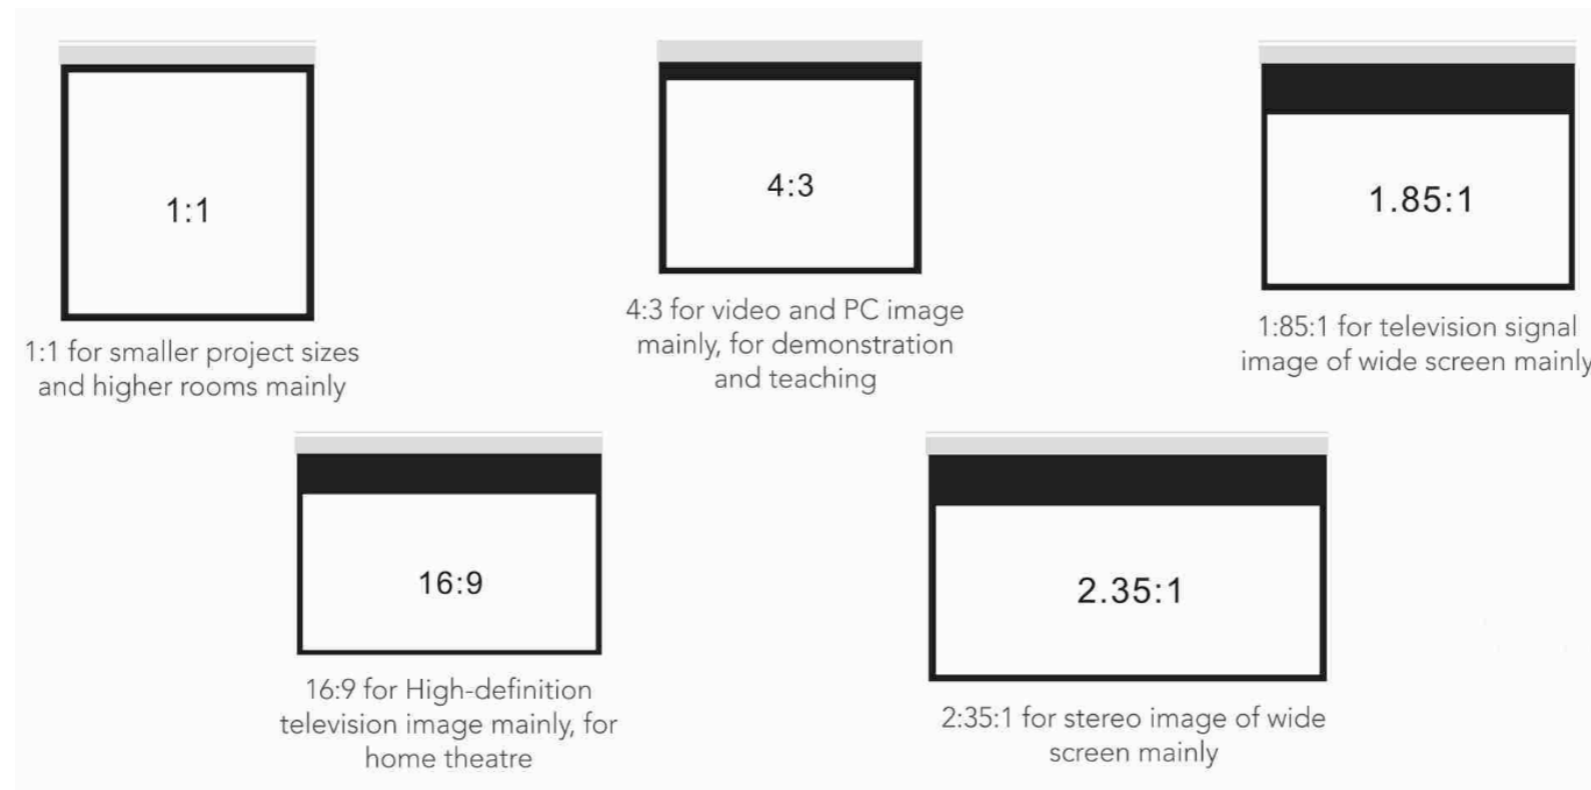 1:1
1:1 for smaller project sizes
and higher rooms mainly
4:3
4:3 for video and PC image
mainly, for demonstration
and teaching
1.85:1
1:85:1 for television signal
image of wide screen mainly
16:9
16:9 for High-definition
television image mainly, for
home theatre
2.35:1
2:35:1 for stereo image of wide
screen mainly